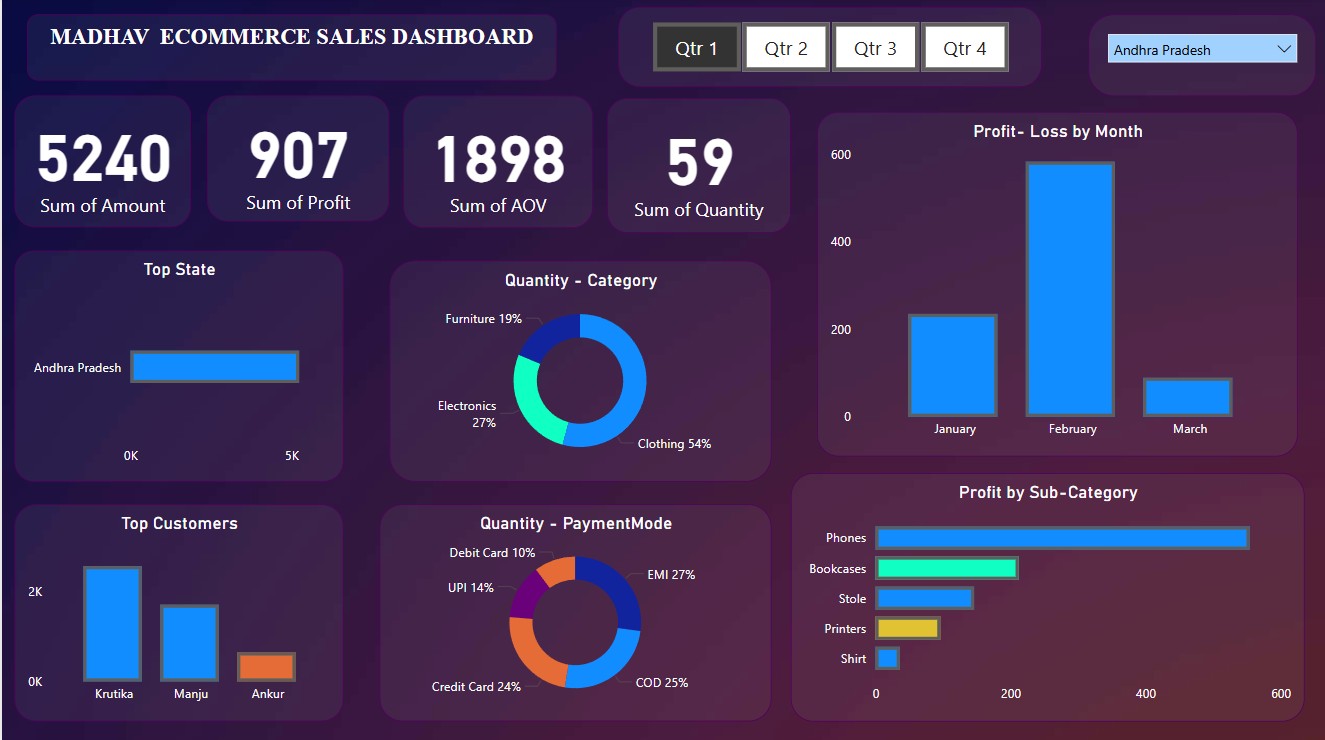 MADHAV ECOMMERCE SALES DASHBOARD
Qtr 1
Qtr 2
Qtr 3
Qtr 4
Andhra Pradesh
5240
Sum of Amount
907
Sum of Profit
1898
Sum of AOV
59
Sum of Quantity
Profit- Loss by Month
600
400
200
0
January
February
March
Top State
Andhra Pradesh
0K
5K
Quantity - Category
Furniture 19%
Electronics
27%
Clothing 54%
Top Customers
2K
0K
Krutika
Manju
Ankur
Quantity - PaymentMode
Debit Card 10%
UPI 14%
EMI 27%
Credit Card 24%
COD 25%
Profit by Sub-Category
Phones
Bookcases
Stole
Printers
Shirt
0
200
400
600